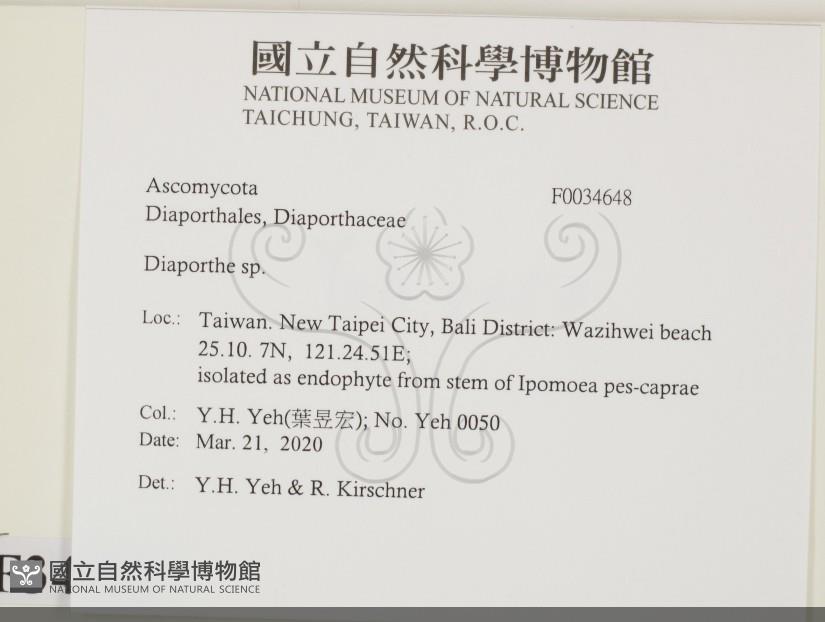 國立自然科學博物館
NATIONAL MUSEUM OF NATURAL SCIENCE
TAICHUNG, TAIWAN, R.O.C.
Ascomycota F0034648
Diaporthales, Diaporthaceae
Diaporthe sp.
Loc.: Taiwan. New Taipei City, Bali District: Wazihwei beach
25.10. 7N, 121.24.51E;
isolated as endophyte from stem of Ipomoea pes-caprae
Col.: Y.H. Yeh(葉昱宏); No. Yeh 0050
Date: Mar. 21, 2020
Det.: Y.H. Yeh & R. Kirschner
國立自然科學博物館
NATIONAL MUSEUM OF NATURAL SCIENCE